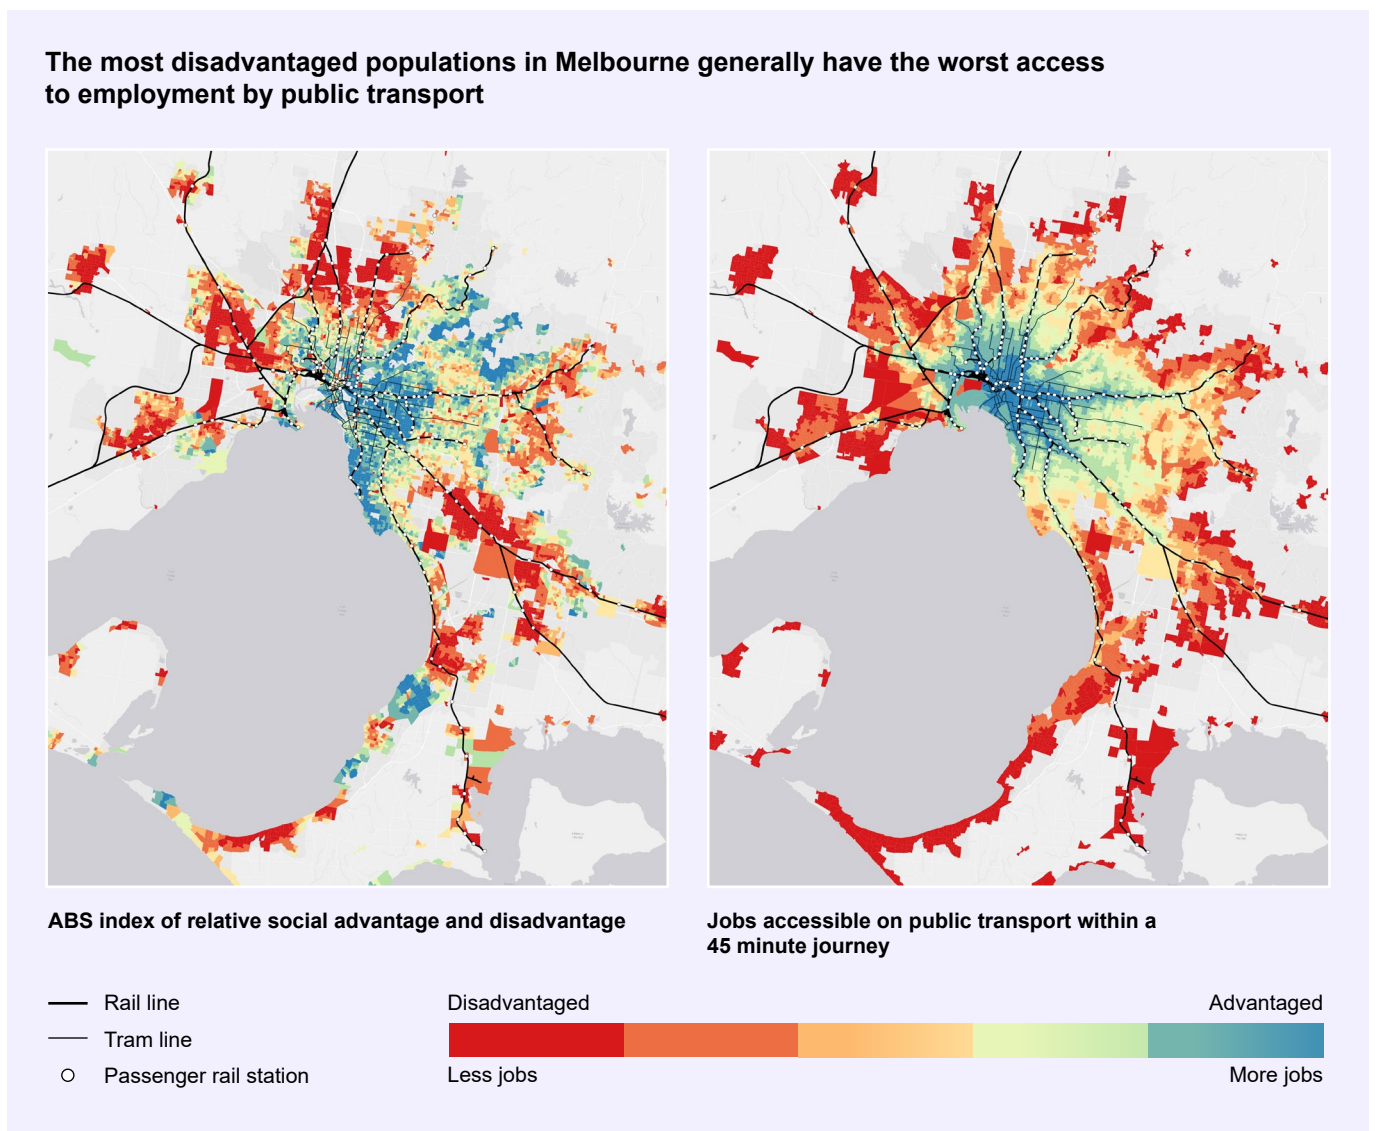 The most disadvantaged populations in Melbourne generally have the worst access
to employment by public transport
ABS index of relative social advantage and disadvantage
Jobs accessible on public transport within a
45 minute journey
Rail line
Tram line
Passenger rail station
Disadvantaged
Advantaged
Less jobs
More jobs